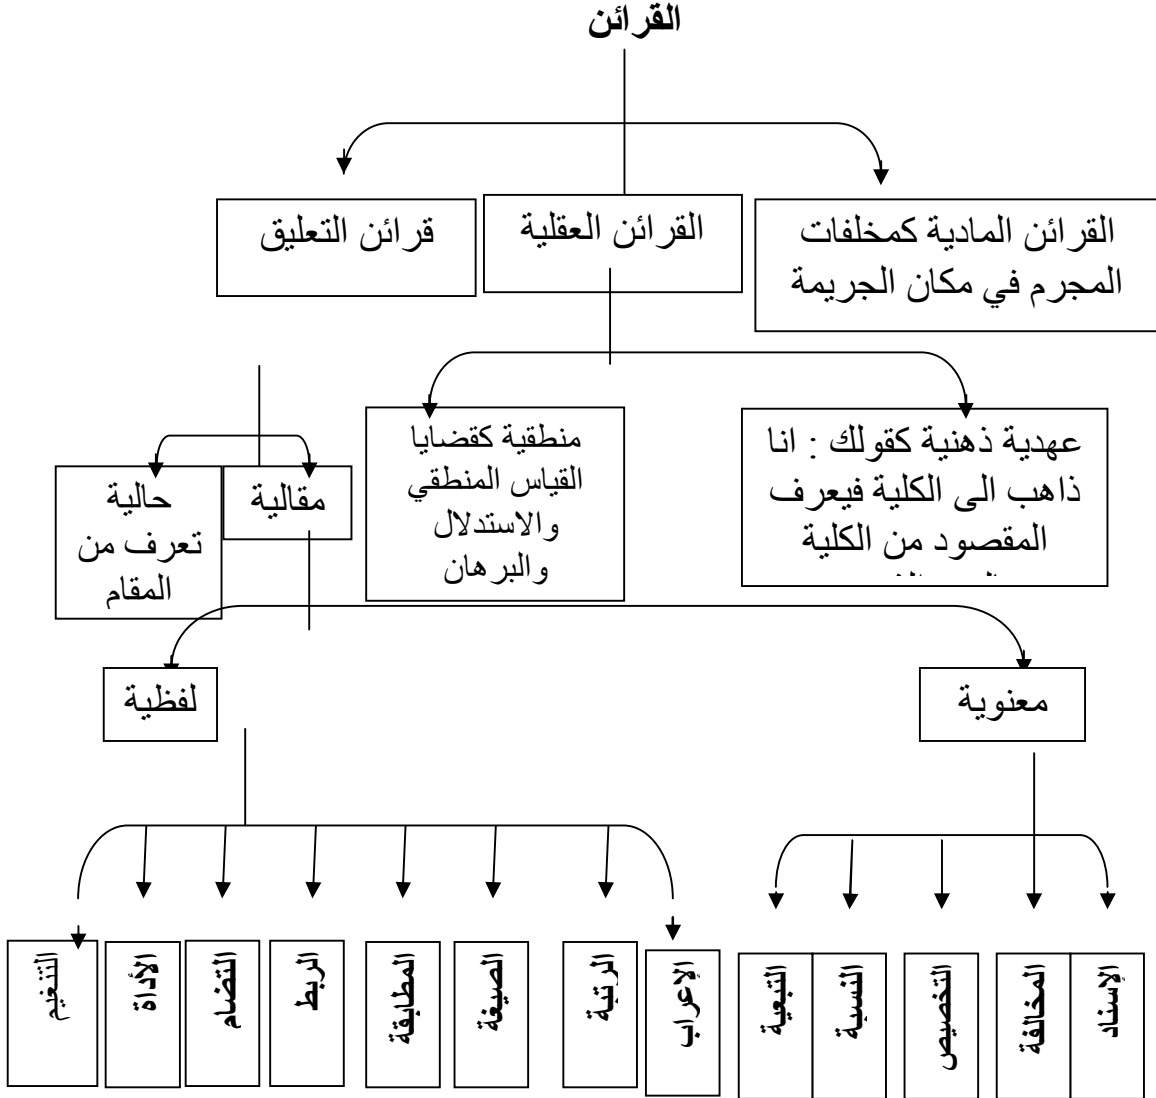 القرائن
القرائن المادية كمخلفات
المجرم في مكان الجريمة
القرائن العقلية
قرائن التعليق
عهدية ذهنية كقولك : انا
ذاهب الى الكلية فيعرف
المقصود من الكلية
منطقية كقضايا
القياس المنطقي
والاستدلال
والبرهان
مقالية
حالية
تعرف من
المقام
معنوية
لفظية
الإسناد
المخالفة
التخصيص
النسبة
التبعية
الإعراب
الرتبة
الصيغة
المطابقة
الربط
التضام
الأداة
التنغيم